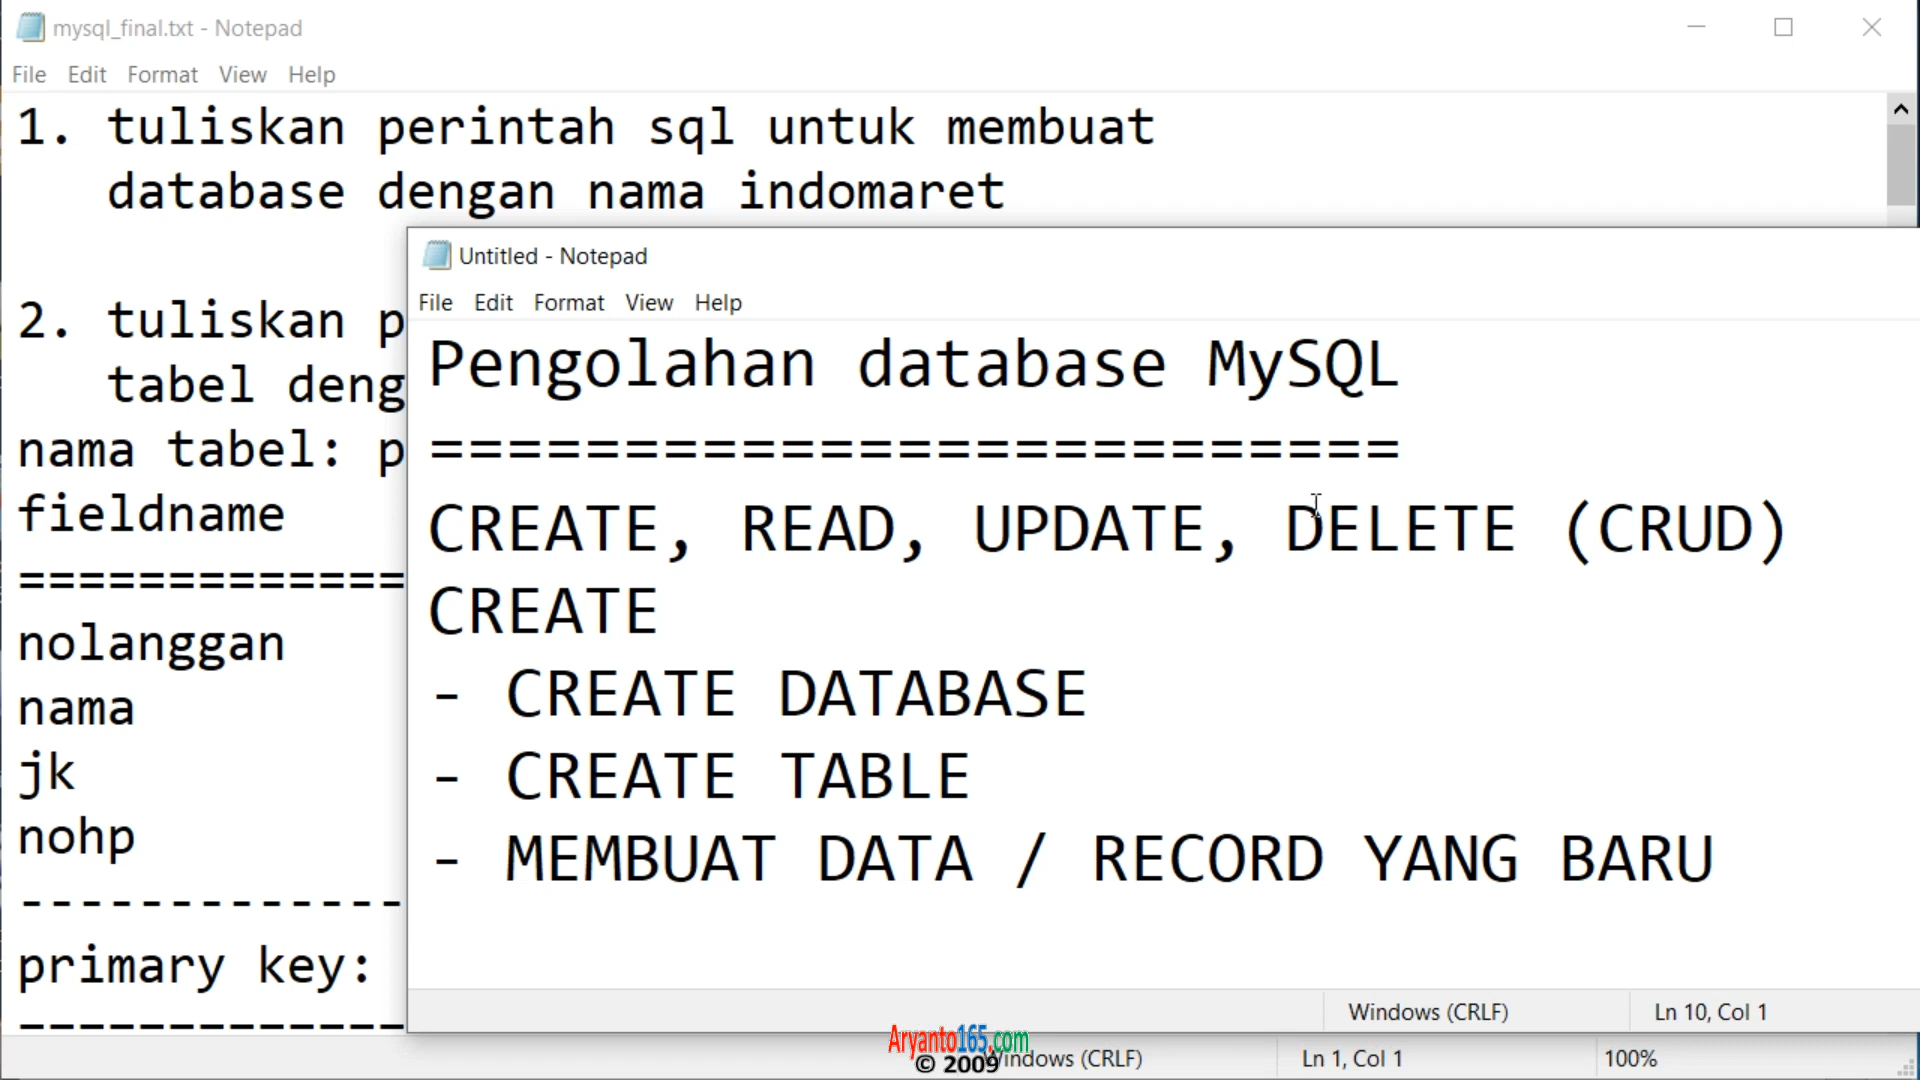 mysql_final.txt - Notepad
File Edit Format View Help
1. tuliskan perintah sql untuk membuat
database dengan nama indomaret
2. tuliskan p
tabel deng
nama tabel: p
fieldname
=============
nolanggan
nama
jk
nohp
-------------
primary key:
=============
Untitled - Notepad
File Edit Format View Help
Pengolahan database MySQL
=========================
CREATE, READ, UPDATE, DELETE (CRUD)
CREATE
- CREATE DATABASE
- CREATE TABLE
- MEMBUAT DATA / RECORD YANG BARU
Windows (CRLF) Ln 10, Col 1
Aryanto165.com
© 2009
Windows (CRLF) Ln 1, Col 1 100%